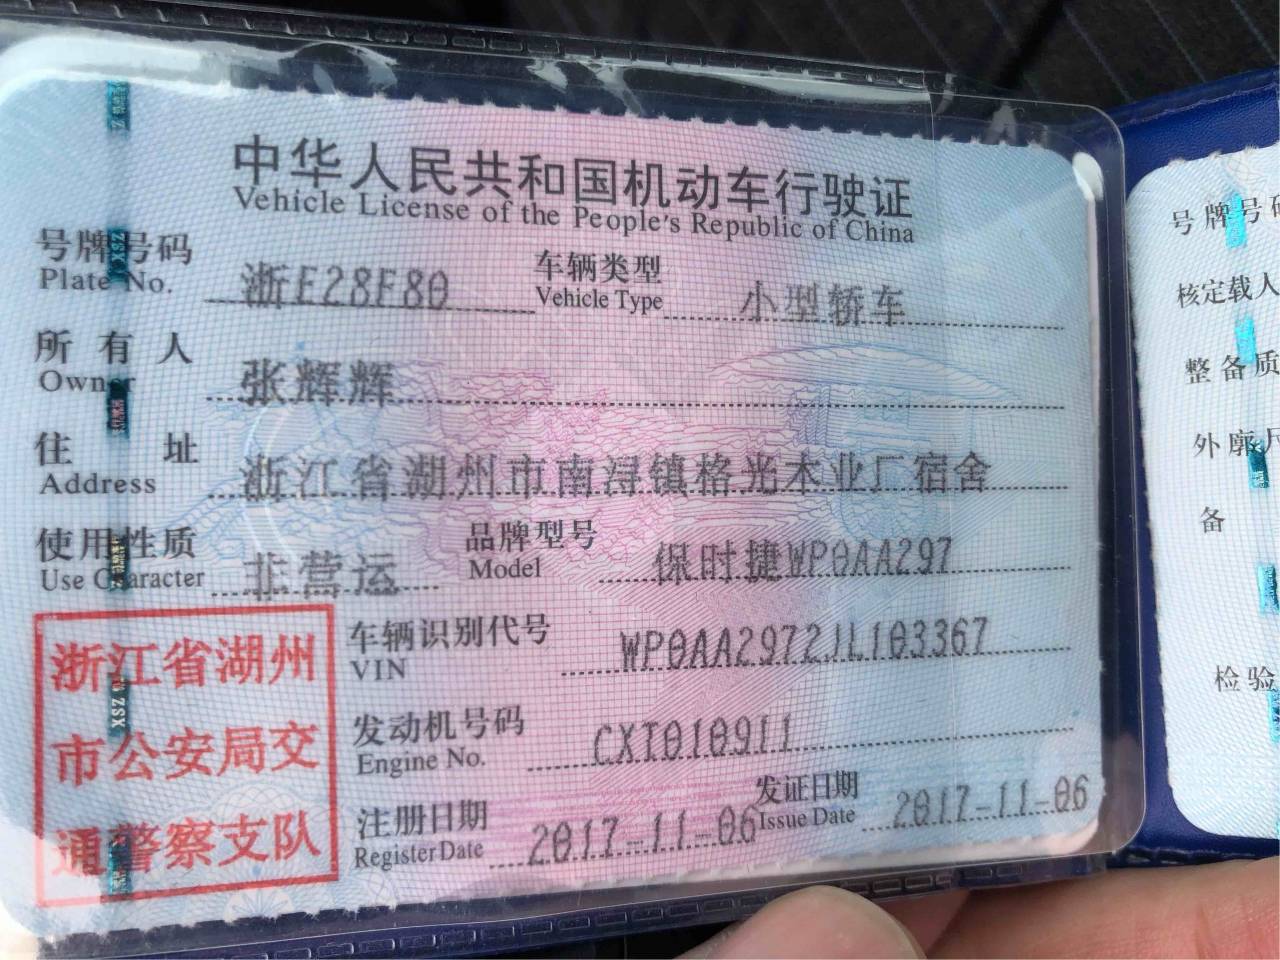 中华人民共和国机动车行驶证
Vehicle License of the People's Republic of China
号牌号码 浙E28F80 车辆类型 小型轿车
Plate No. Vehicle Type
所有人 张辉辉
Owner
住址 浙江省湖州市南浔镇格光木业厂宿舍
Address
使用性质 非营运 品牌型号 保时捷WP0AA297
Use Character Model
浙江省湖州
市公安局交
通警察支队
车辆识别代号 WP0AA2972JL103367
VIN
发动机号码 CXT010911
Engine No.
注册日期 2017-11-06 发证日期 2017-11-06
Register Date Issue Date
号牌号码
核定载人
整备质
外廓尺
备
检验